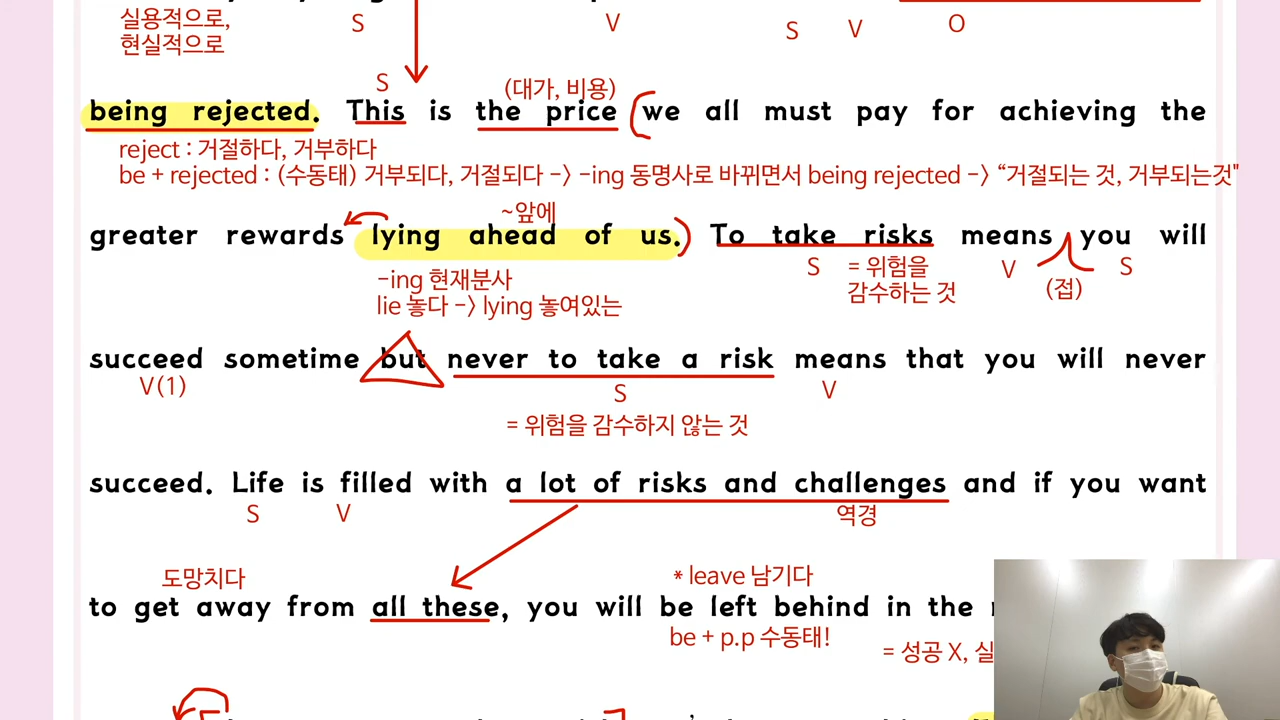 실용적으로,
현실적으로
S V S V O
S (대가, 비용)
being rejected. This is the price (we all must pay for achieving the
reject : 거절하다, 거부하다
be + rejected : (수동태) 거부되다, 거절되다 -> -ing 동명사로 바뀌면서 being rejected -> “거절되는 것, 거부되는것"
~앞에
greater rewards lying ahead of us.) To take risks means you will
S = 위험을 V S
감수하는 것 (접)
-ing 현재분사
lie 놓다 -> lying 놓여있는
succeed sometime but never to take a risk means that you will never
V(1) S V
= 위험을 감수하지 않는 것
succeed. Life is filled with a lot of risks and challenges and if you want
S V 역경
도망치다 * leave 남기다
to get away from all these, you will be left behind in the
be + p.p 수동태!
= 성공 X,